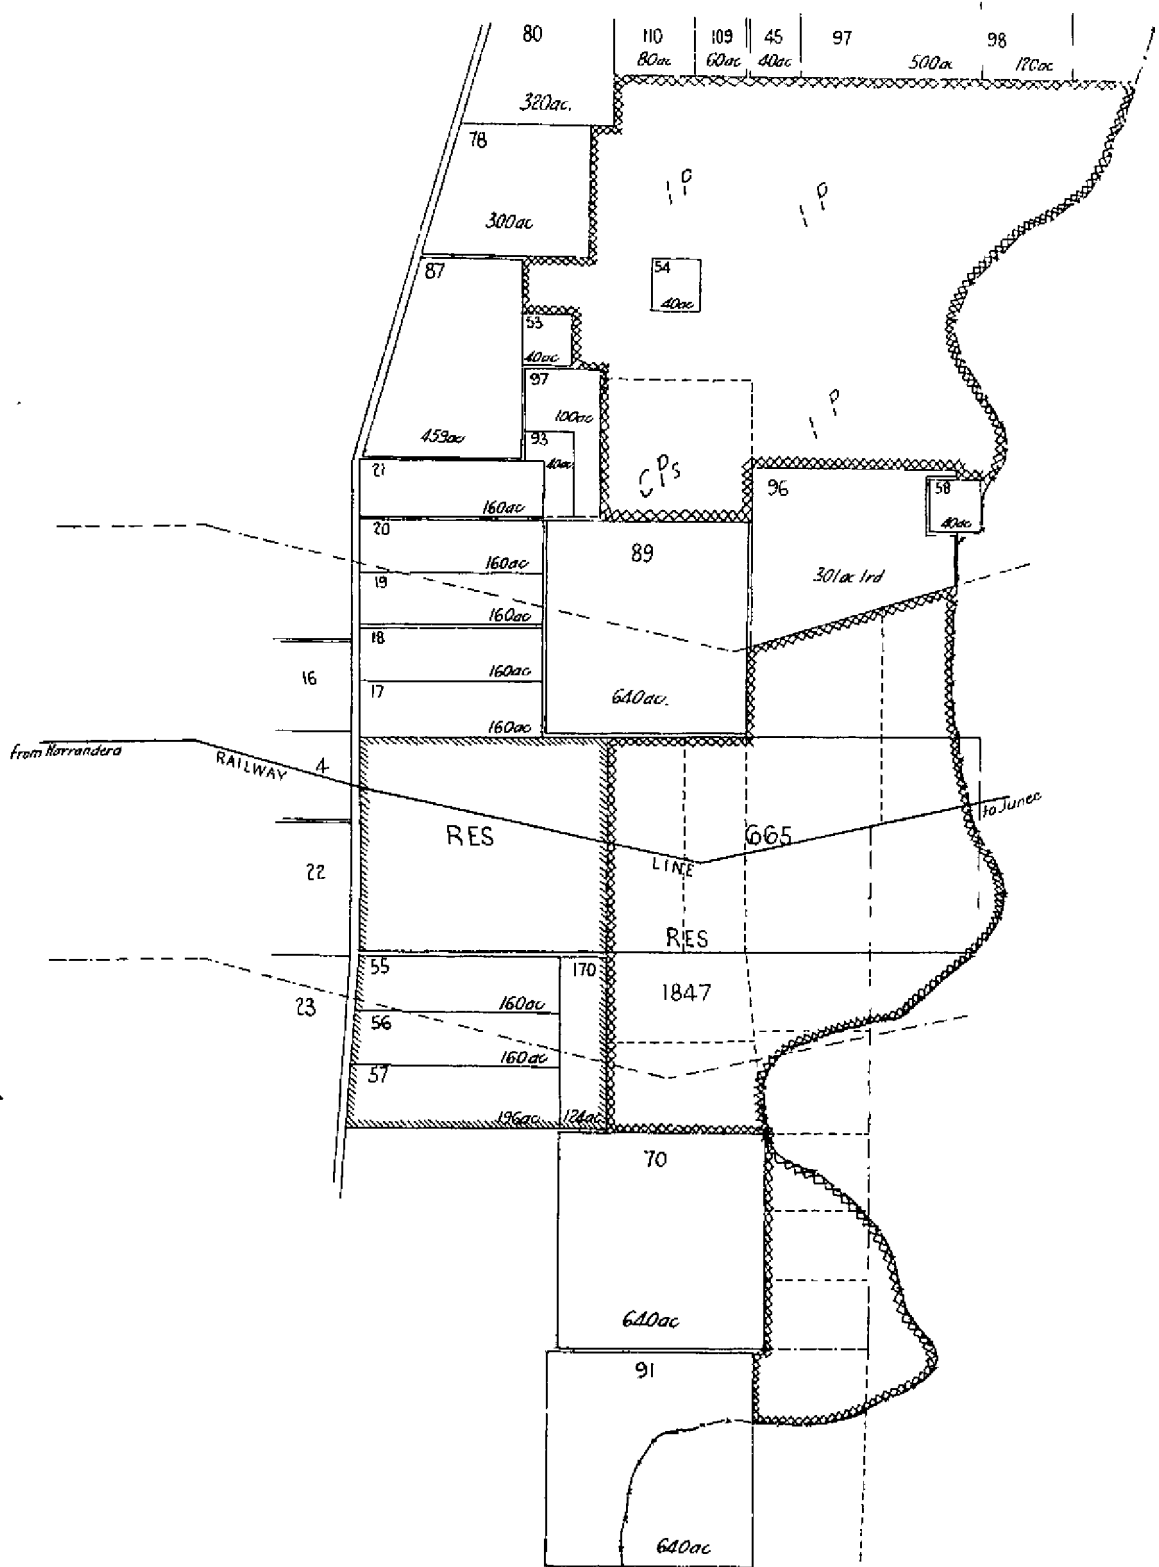 80
110
80ac
109
60ac
45
40ac
97
500ac
98
120ac
320ac.
78
300ac
I P
I P
87
54
40ac
53
40ac
97
100ac
459ac
93
40ac
I P
CPs
21
160ac
96
58
40ac
20
160ac
89
301ac 1rd
19
160ac
18
160ac
16
17
160ac
640ac.
from Narrandera
RAILWAY
4
RES
LINE
665
to Junee
22
RES
55
170
160ac
23
1847
56
160ac
57
196ac
124ac
70
640ac
91
640ac